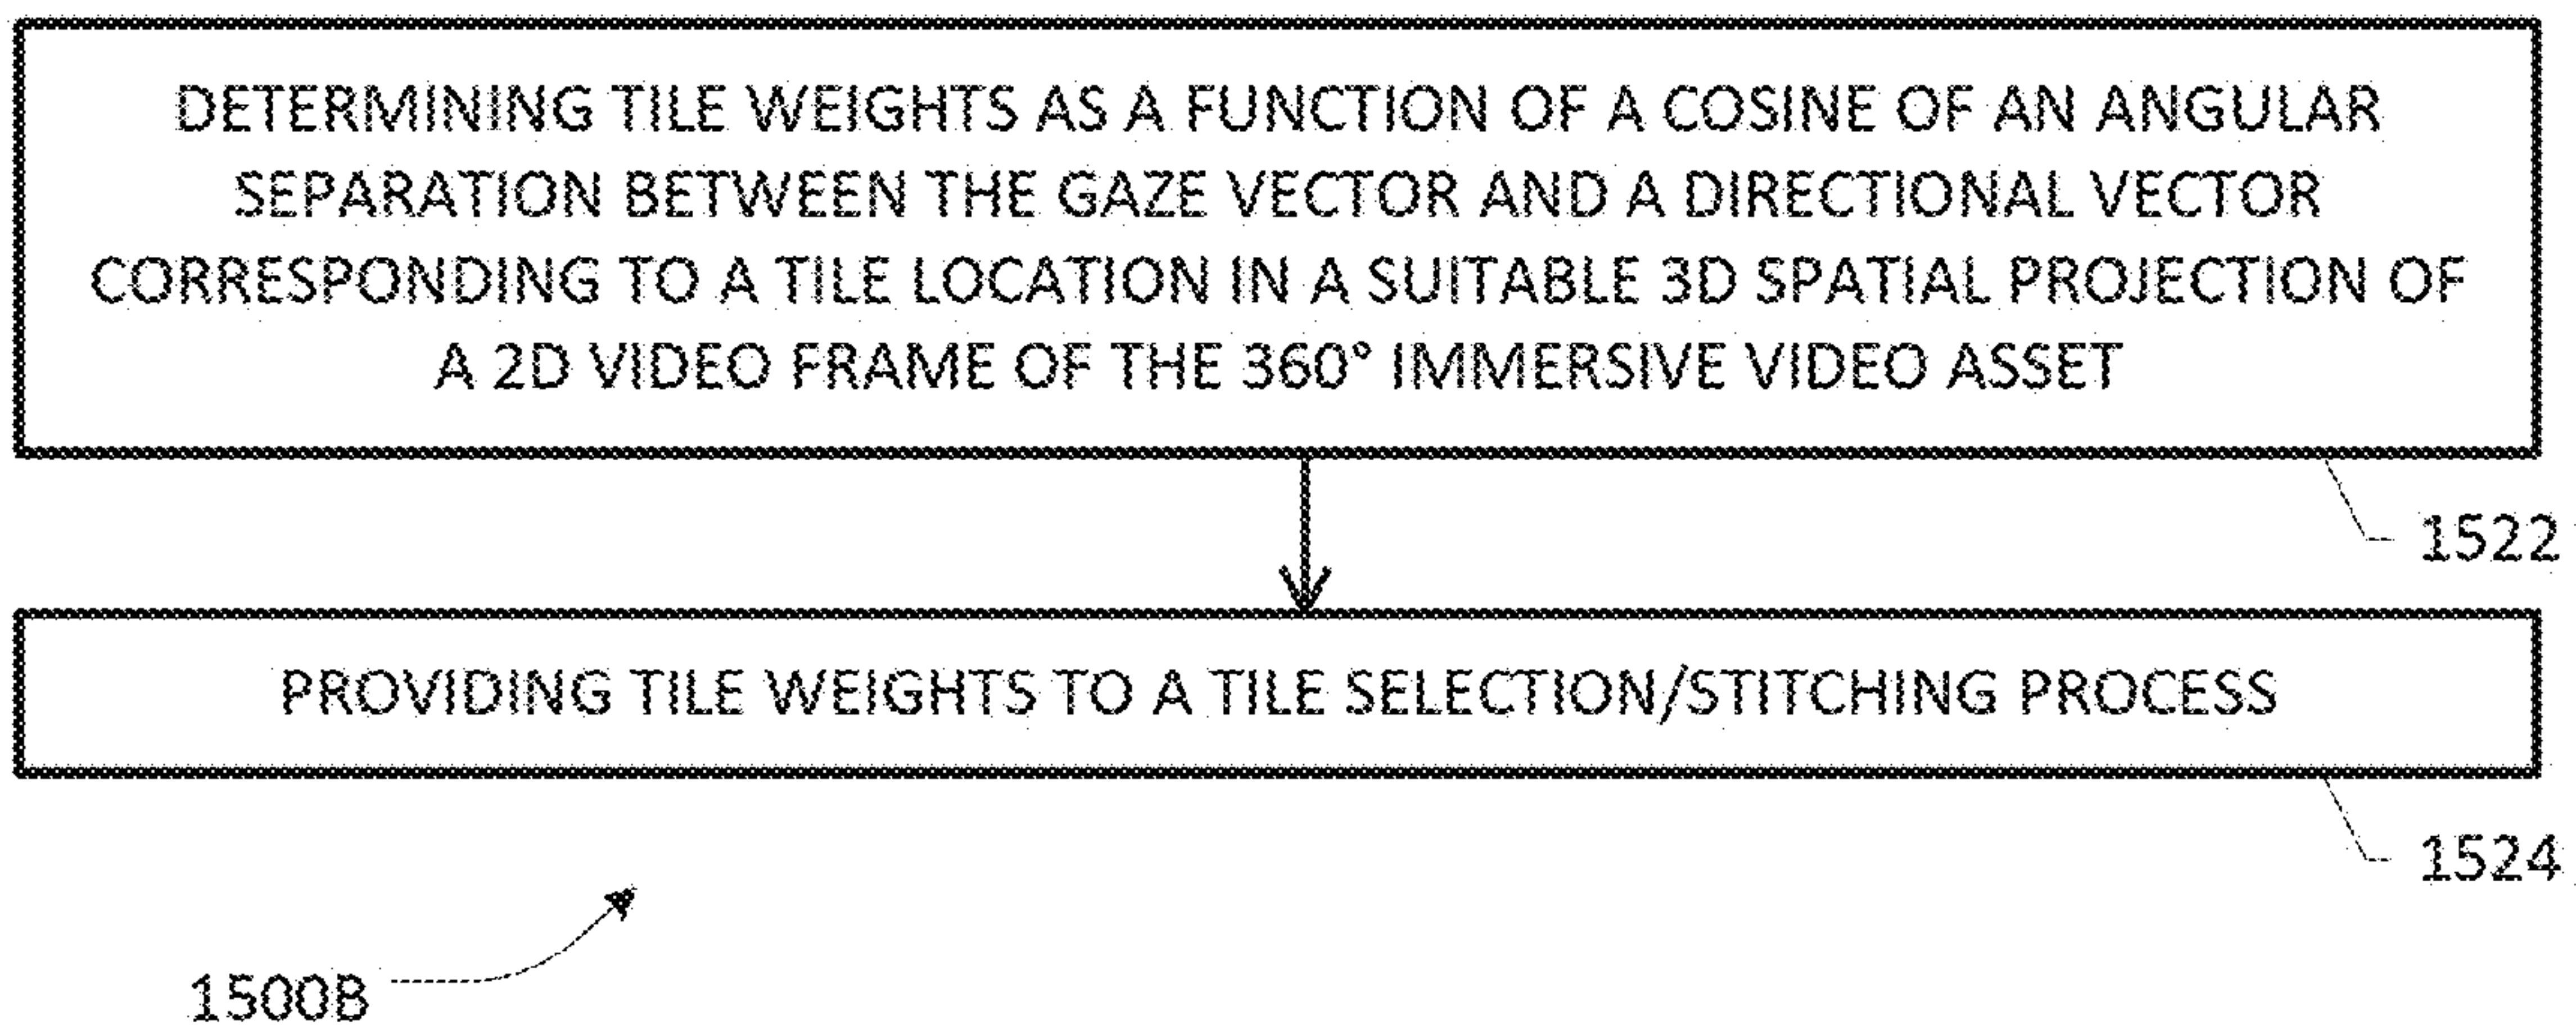 DETERMINING TILE WEIGHTS AS A FUNCTION OF A COSINE OF AN ANGULAR
SEPARATION BETWEEN THE GAZE VECTOR AND A DIRECTIONAL VECTOR
CORRESPONDING TO A TILE LOCATION IN A SUITABLE 3D SPATIAL PROJECTION OF
A 2D VIDEO FRAME OF THE 360° IMMERSIVE VIDEO ASSET
1522
PROVIDING TILE WEIGHTS TO A TILE SELECTION/STITCHING PROCESS
1524
1500B